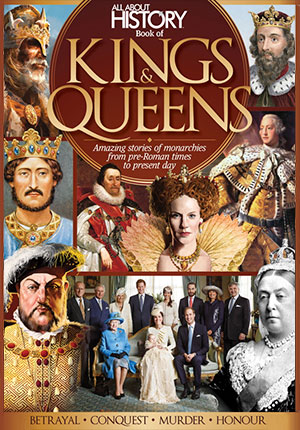 ALL ABOUT
HISTORY
Book of
KINGS
&
QUEENS
Amazing stories of monarchies
from pre-Roman times
to present day
BETRAYAL • CONQUEST • MURDER • HONOUR